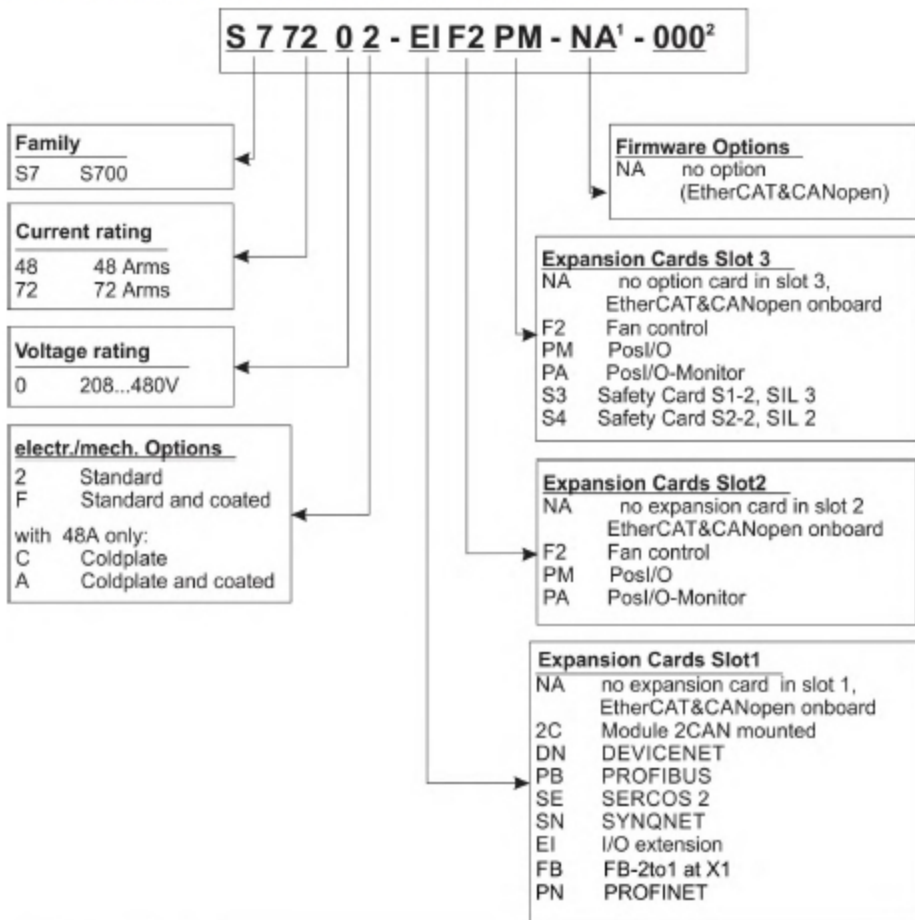 S 7 72 0 2 - EI F2 PM - NA¹ - 000²
Family
S7 S700
Current rating
48 48 Arms
72 72 Arms
Voltage rating
0 208...480V
electr./mech. Options
2 Standard
F Standard and coated
with 48A only:
C Coldplate
A Coldplate and coated
Firmware Options
NA no option
(EtherCAT&CANopen)
Expansion Cards Slot 3
NA no option card in slot 3,
EtherCAT&CANopen onboard
F2 Fan control
PM PosI/O
PA PosI/O-Monitor
S3 Safety Card S1-2, SIL 3
S4 Safety Card S2-2, SIL 2
Expansion Cards Slot2
NA no expansion card in slot 2
EtherCAT&CANopen onboard
F2 Fan control
PM PosI/O
PA PosI/O-Monitor
Expansion Cards Slot1
NA no expansion card in slot 1,
EtherCAT&CANopen onboard
2C Module 2CAN mounted
DN DEVICENET
PB PROFIBUS
SE SERCOS 2
SN SYNQNET
EI I/O extension
FB FB-2to1 at X1
PN PROFINET